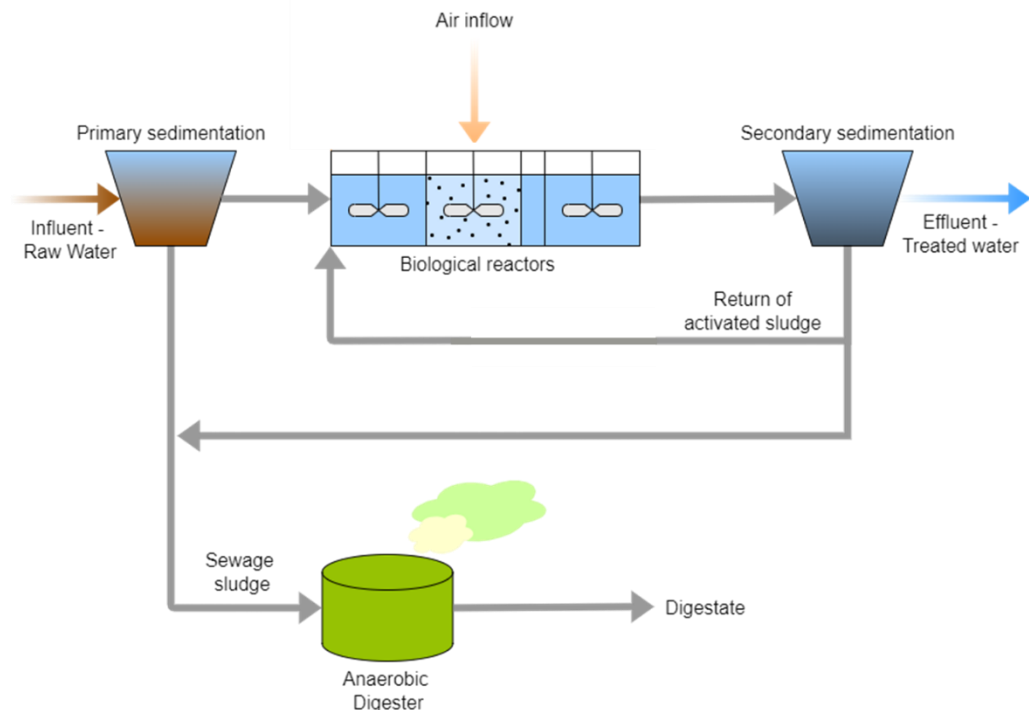 Air inflow
Primary sedimentation
Secondary sedimentation
Influent -
Raw Water
Biological reactors
Effluent -
Treated water
Return of
activated sludge
Sewage
sludge
Digestate
Anaerobic
Digester